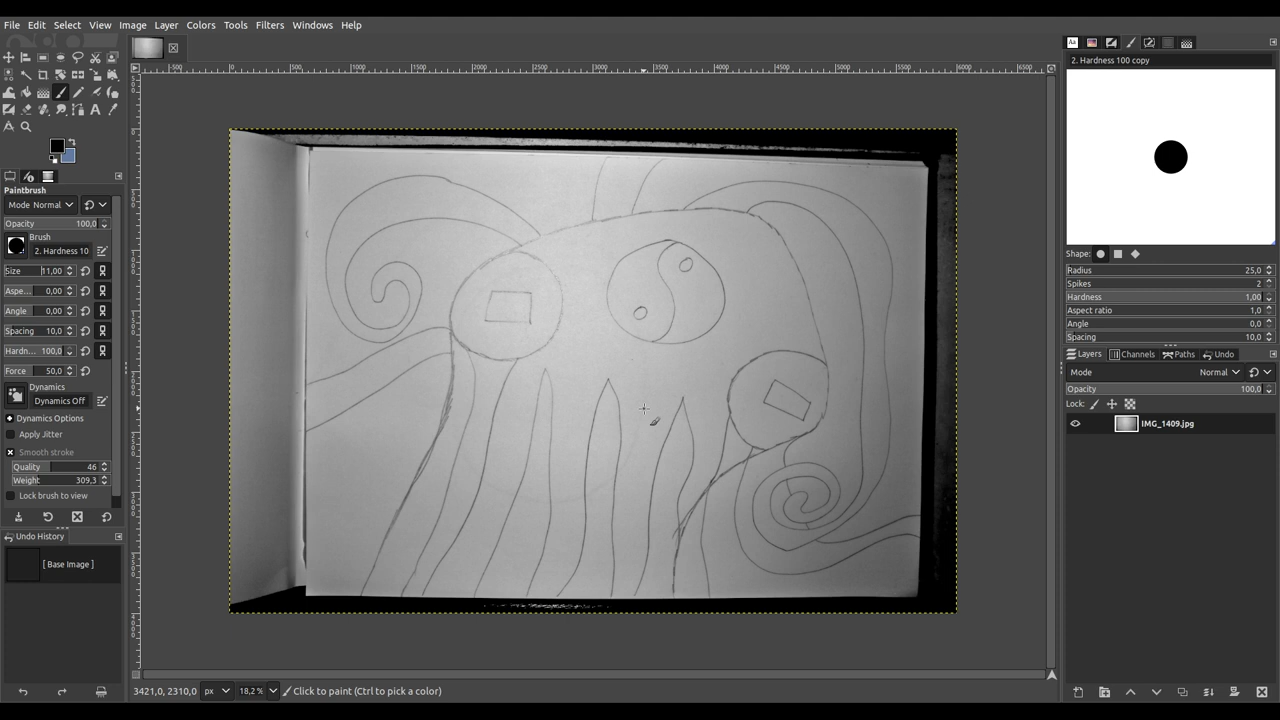 File Edit Select View Image Layer Colors Tools Filters Windows Help
2. Hardness 100 copy
Paintbrush
Mode Normal
Opacity 100,0
Brush
2. Hardness 10
Size 11,00
Aspe... 0,00
Angle 0,00
Spacing 10,0
Hardn... 100,0
Force 50,0
Dynamics
Dynamics Off
Dynamics Options
Apply Jitter
Smooth stroke
Quality 46
Weight 309,3
Lock brush to view
Undo History
[ Base Image ]
3421,0, 2310,0 px 18,2 % Click to paint (Ctrl to pick a color)
Shape:
Radius 25,0
Spikes 2
Hardness 1,00
Aspect ratio 1,0
Angle 0,0
Spacing 10,0
Layers Channels Paths Undo
Mode Normal
Opacity 100,0
Lock:
IMG_1409.jpg